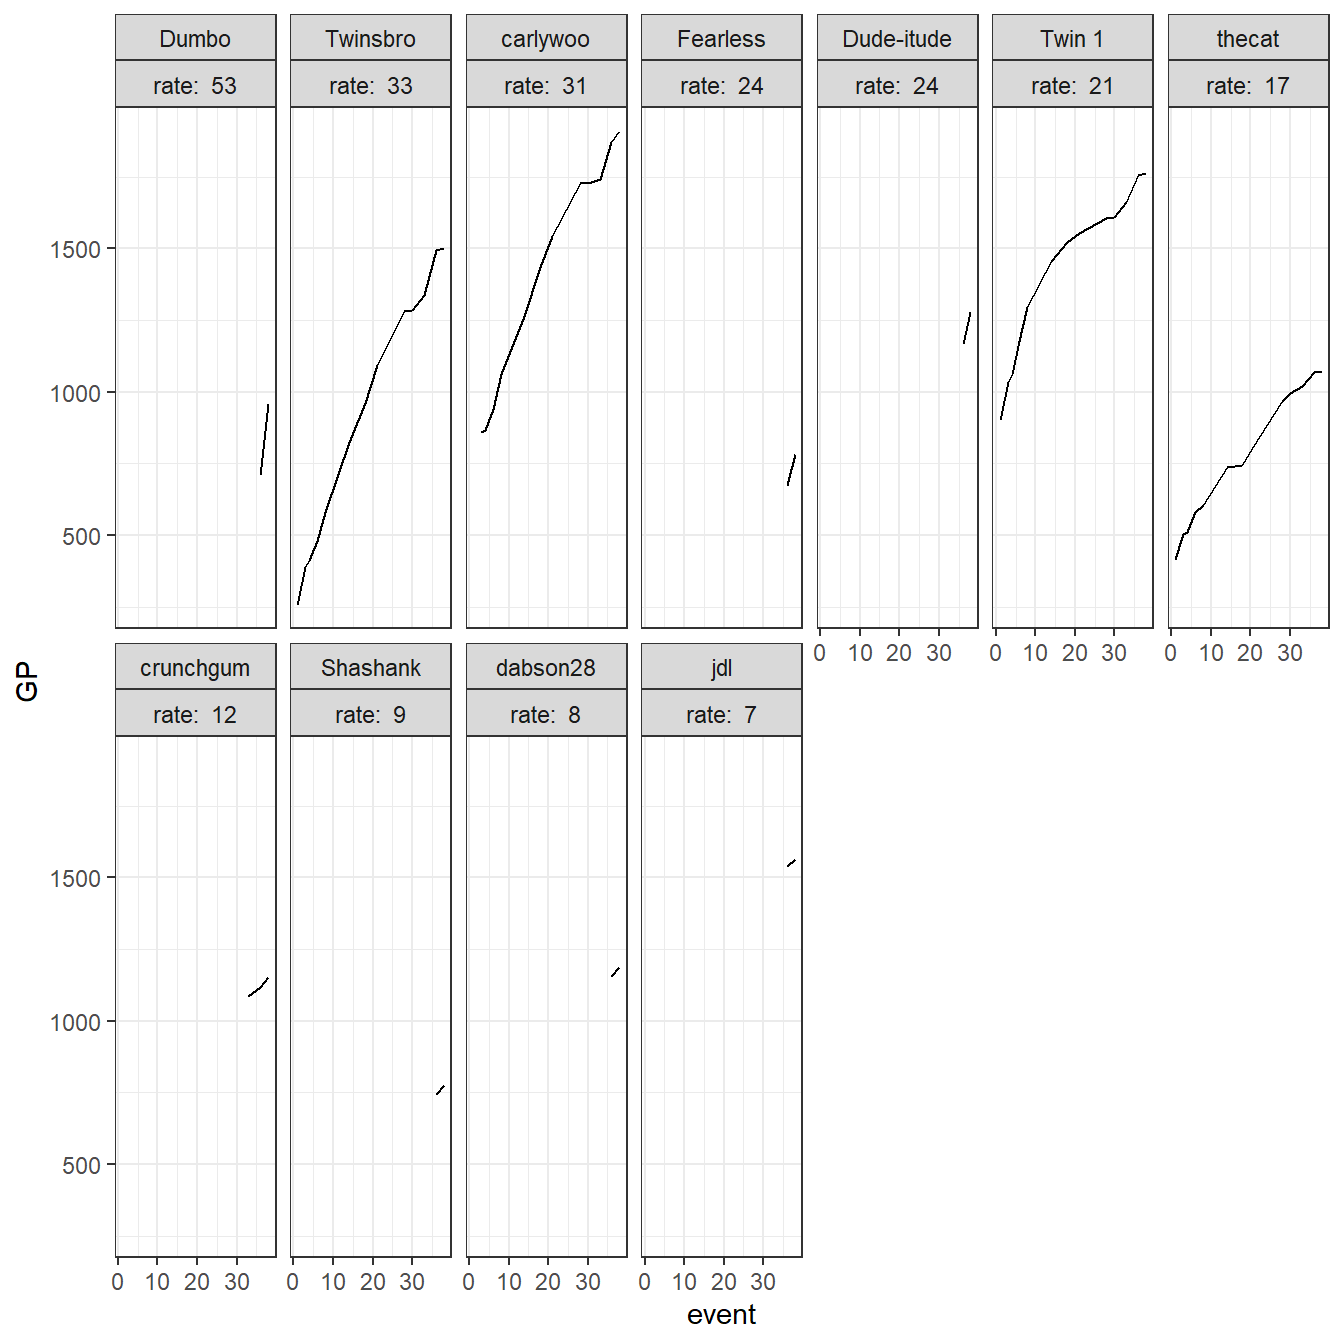 Dumbo Twinsbro carlywoo Fearless Dude-itude Twin 1 thecat
rate: 53 rate: 33 rate: 31 rate: 24 rate: 24 rate: 21 rate: 17
1500
1000
500
0 10 20 30 0 10 20 30 0 10 20 30
GP
crunchgum Shashank dabson28 jdl
rate: 12 rate: 9 rate: 8 rate: 7
1500
1000
500
0 10 20 30 0 10 20 30 0 10 20 30 0 10 20 30
event